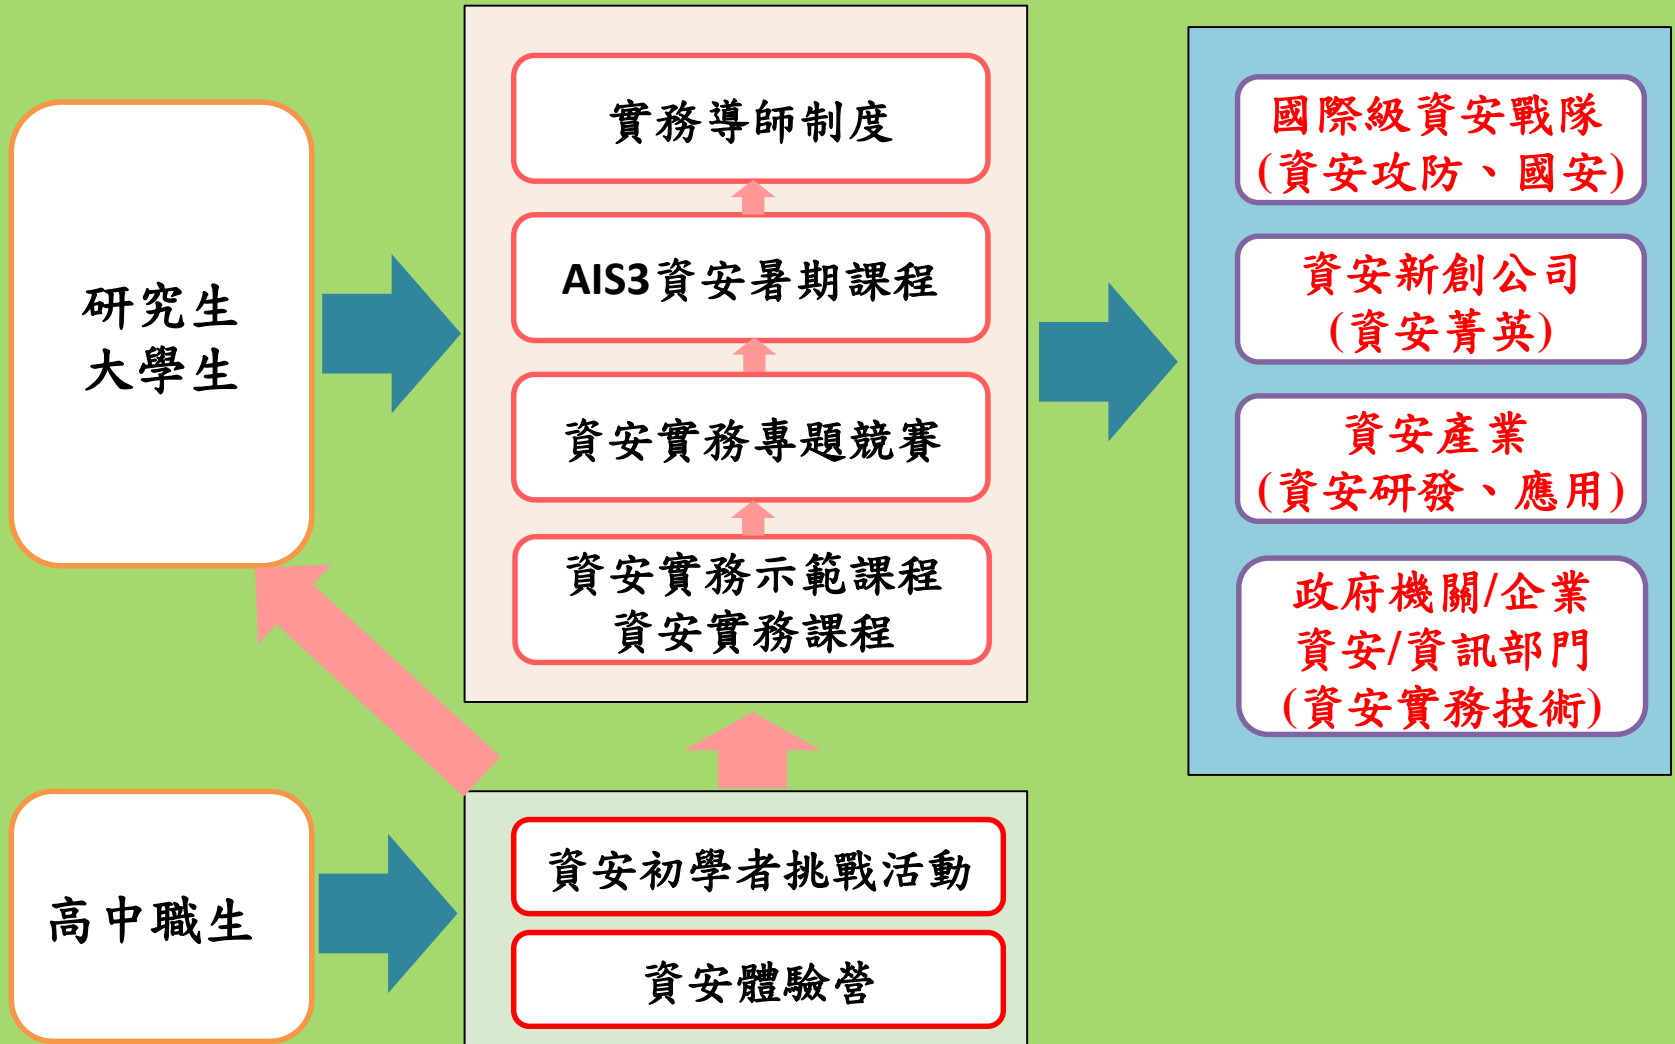 研究生
大學生
實務導師制度
AIS3資安暑期課程
資安實務專題競賽
資安實務示範課程
資安實務課程
國際級資安戰隊
(資安攻防、國安)
資安新創公司
(資安菁英)
資安產業
(資安研發、應用)
政府機關/企業
資安/資訊部門
(資安實務技術)
高中職生
資安初學者挑戰活動
資安體驗營